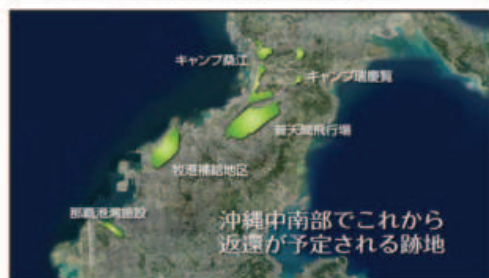 キャンプ桑江
キャンプ瑞慶覧
普天間飛行場
牧港補給地区
那覇港湾施設
沖縄中南部でこれから
返還が予定される跡地